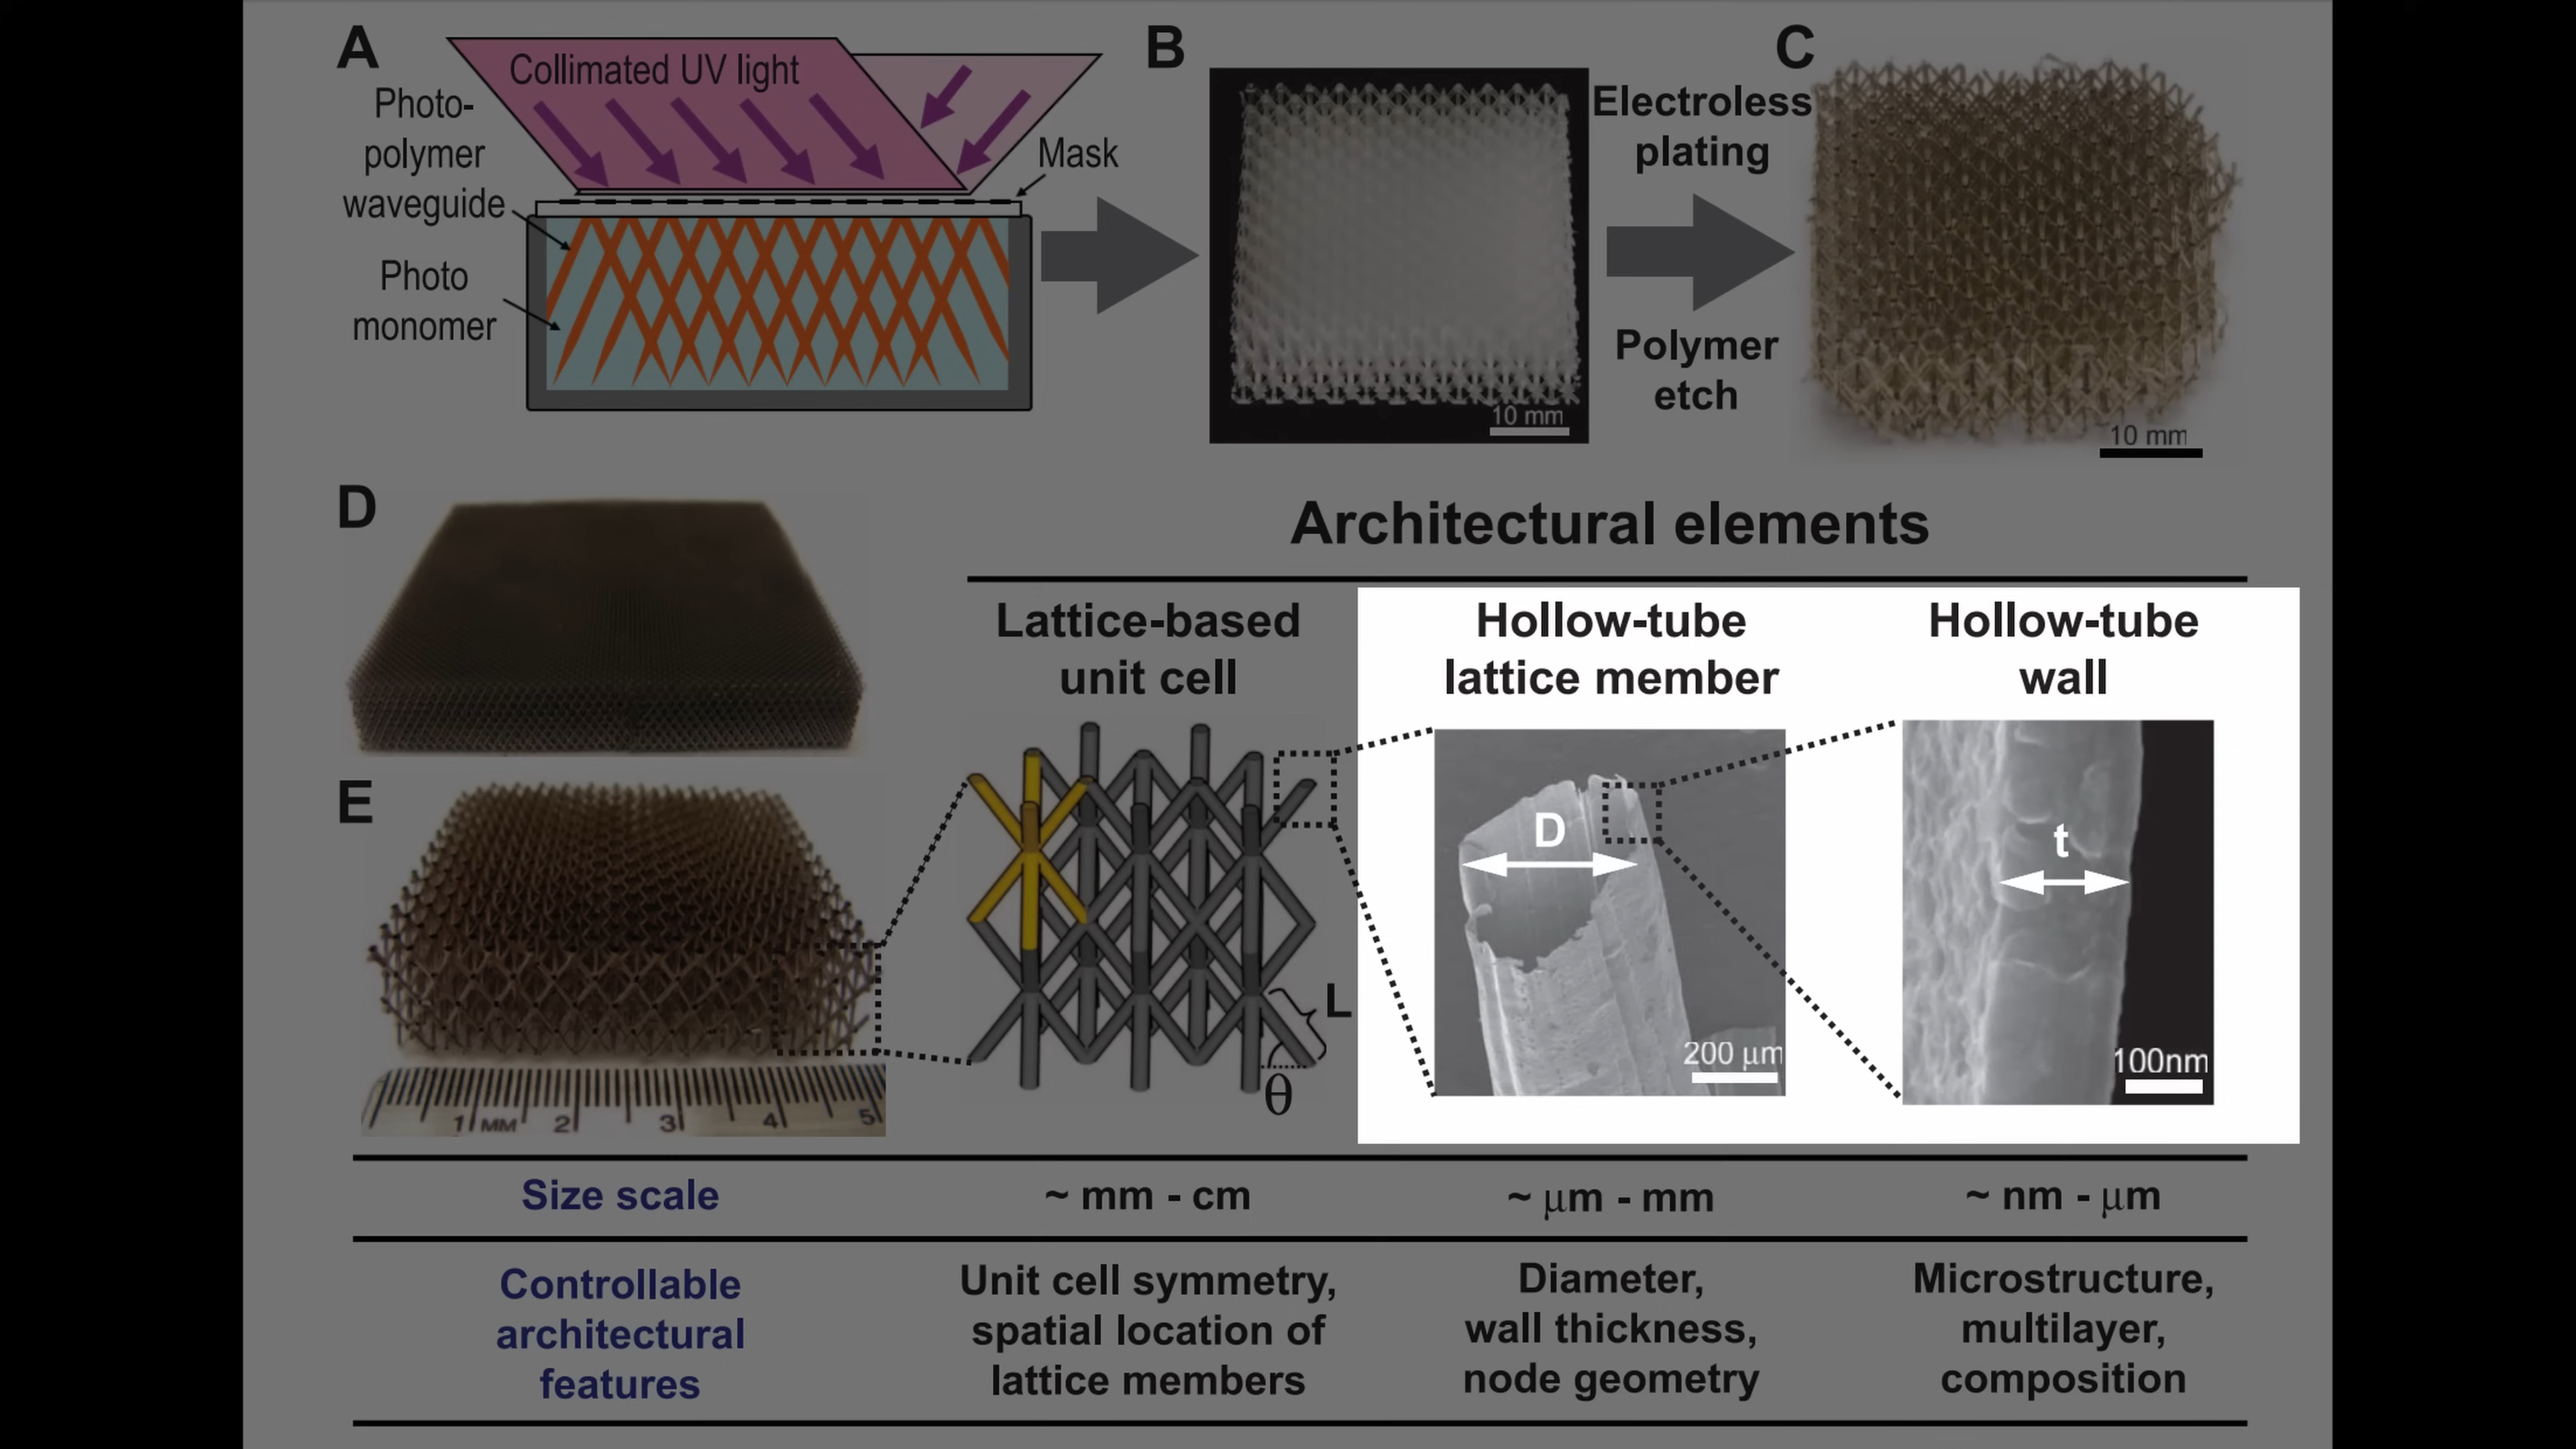 A
Collimated UV light
Photo-
polymer
waveguide
Photo
monomer
Mask
B
10 mm
Electroless
plating
Polymer
etch
C
10 mm
D
E
1 MM 2 3 4 5
Architectural elements
Lattice-based
unit cell
L
θ
Hollow-tube
lattice member
D
200 μm
Hollow-tube
wall
t
100nm
Size scale
~ mm - cm
~ μm - mm
~ nm - μm
Controllable
architectural
features
Unit cell symmetry,
spatial location of
lattice members
Diameter,
wall thickness,
node geometry
Microstructure,
multilayer,
composition